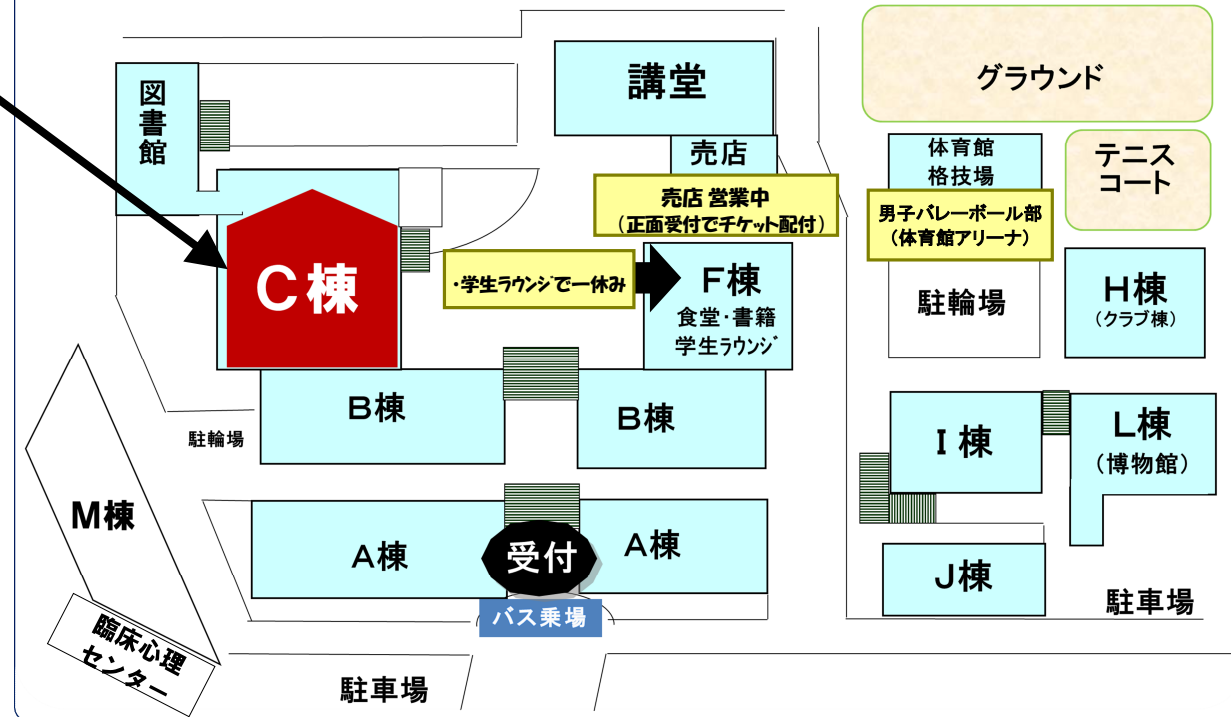 グラウンド
講堂
図書館
売店
体育館
格技場
テニス
コート
売店 営業中
(正面受付でチケット配付)
男子バレーボール部
(体育館アリーナ)
C棟
・学生ラウンジで一休み
F棟
食堂・書籍
学生ラウンジ
駐輪場
H棟
(クラブ棟)
B棟
B棟
駐輪場
I棟
L棟
(博物館)
M棟
A棟
受付
A棟
J棟
駐車場
バス乗場
臨床心理
センター
駐車場